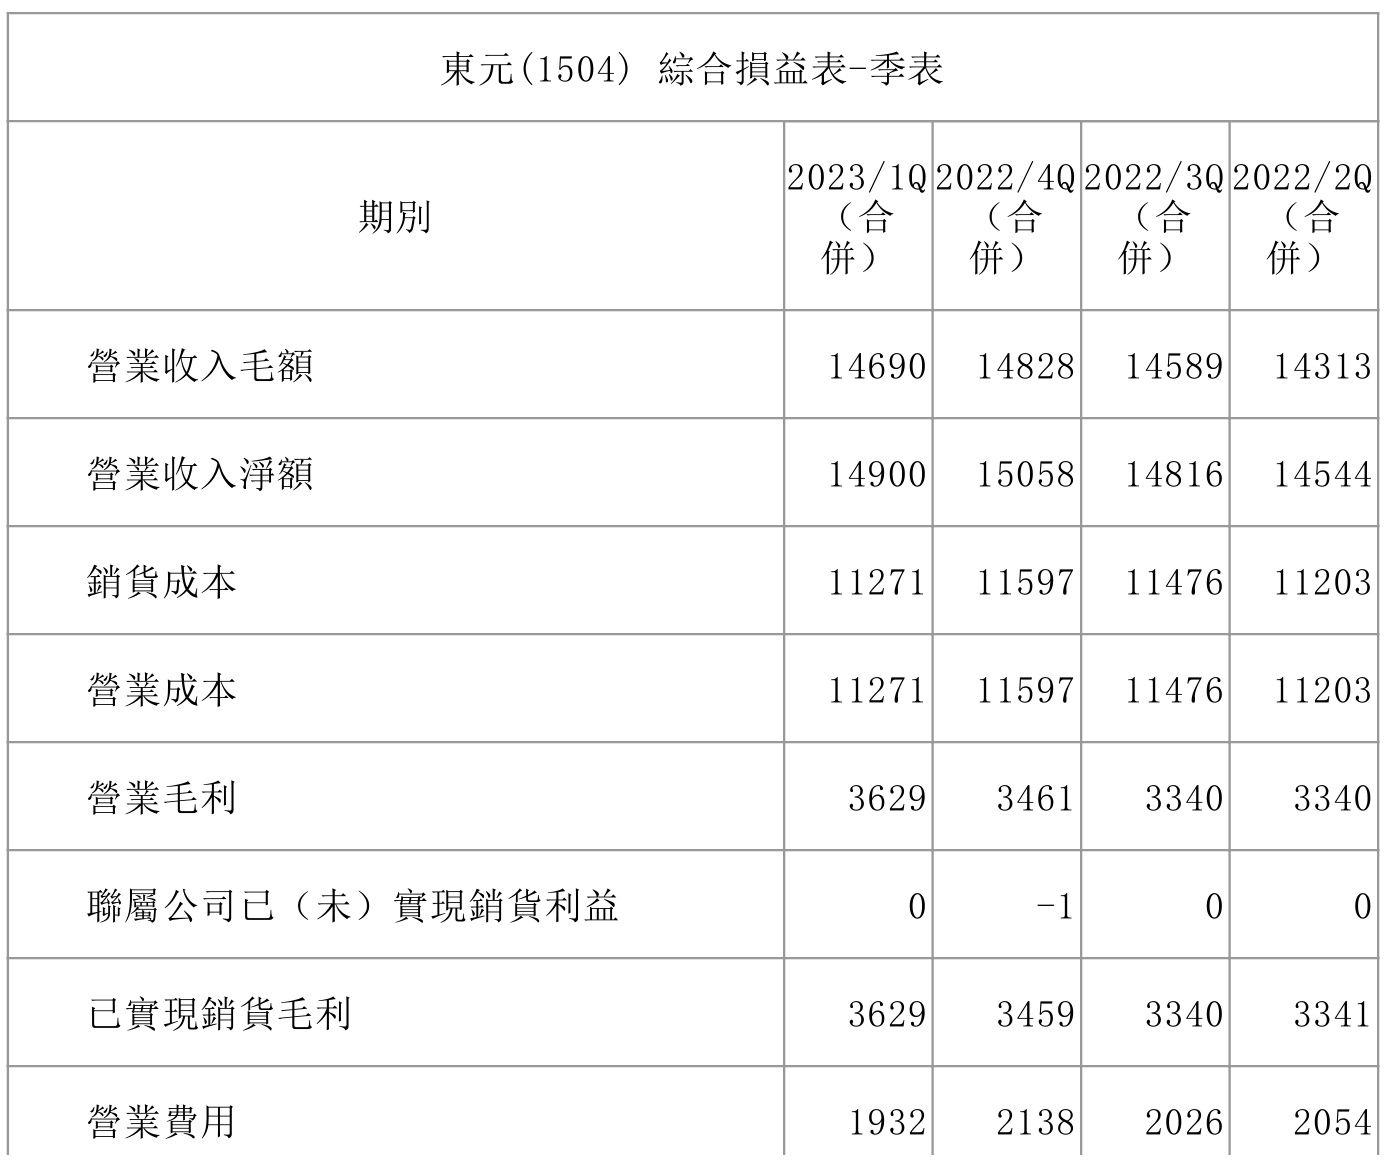 東元(1504) 綜合損益表-季表
期別 2023/1Q（合併） 2022/4Q（合併） 2022/3Q（合併） 2022/2Q（合併）
營業收入毛額 14690 14828 14589 14313
營業收入淨額 14900 15058 14816 14544
銷貨成本 11271 11597 11476 11203
營業成本 11271 11597 11476 11203
營業毛利 3629 3461 3340 3340
聯屬公司已（未）實現銷貨利益 0 -1 0 0
已實現銷貨毛利 3629 3459 3340 3341
營業費用 1932 2138 2026 2054